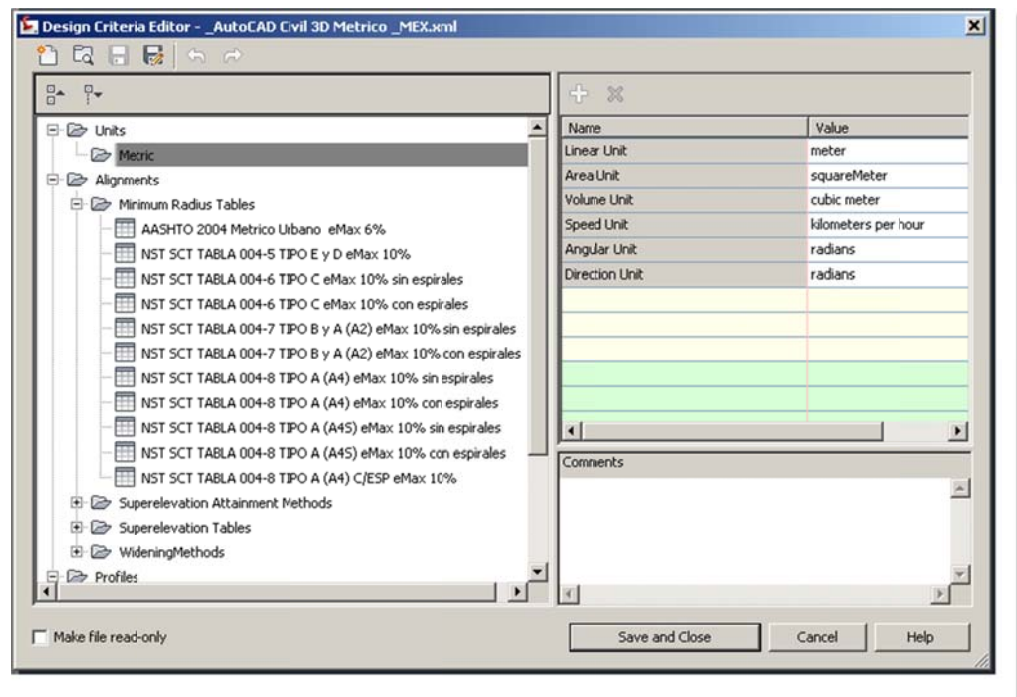 Design Criteria Editor - _AutoCAD Civil 3D Metrico _MEX.xml
Units
Metric
Alignments
Minimum Radius Tables
AASHTO 2004 Metrico Urbano eMax 6%
NST SCT TABLA 004-5 TIPO E y D eMax 10%
NST SCT TABLA 004-6 TIPO C eMax 10% sin espirales
NST SCT TABLA 004-6 TIPO C eMax 10% con espirales
NST SCT TABLA 004-7 TIPO B y A (A2) eMax 10% sin espirales
NST SCT TABLA 004-7 TIPO B y A (A2) eMax 10% con espirales
NST SCT TABLA 004-8 TIPO A (A4) eMax 10% sin espirales
NST SCT TABLA 004-8 TIPO A (A4) eMax 10% con espirales
NST SCT TABLA 004-8 TIPO A (A4S) eMax 10% sin espirales
NST SCT TABLA 004-8 TIPO A (A4S) eMax 10% con espirales
NST SCT TABLA 004-8 TIPO A (A4) C/ESP eMax 10%
Superelevation Attainment Methods
Superelevation Tables
WideningMethods
Profiles
Name Value
Linear Unit meter
Area Unit squareMeter
Volume Unit cubic meter
Speed Unit kilometers per hour
Angular Unit radians
Direction Unit radians
Comments
Make file read-only
Save and Close Cancel Help